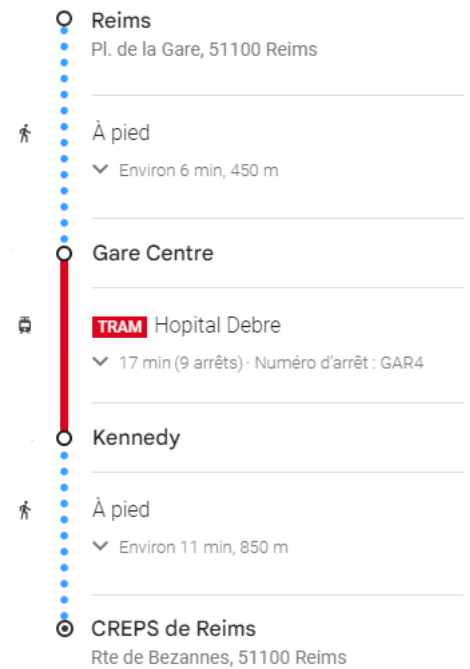 Reims
Pl. de la Gare, 51100 Reims
À pied
Environ 6 min, 450 m
Gare Centre
TRAM Hopital Debre
17 min (9 arrêts) · Numéro d'arrêt : GAR4
Kennedy
À pied
Environ 11 min, 850 m
CREPS de Reims
Rte de Bezannes, 51100 Reims